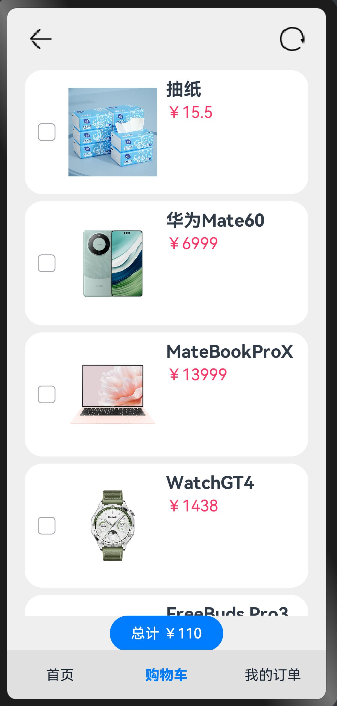 抽纸
￥15.5
华为Mate60
￥6999
MateBookProX
￥13999
WatchGT4
￥1438
FreeBuds Pro3
总计 ￥110
首页
购物车
我的订单